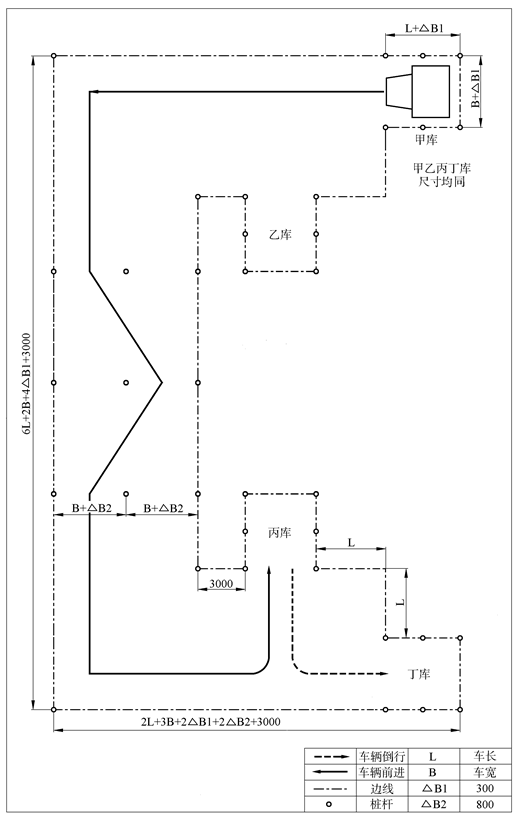 L+△B1
B+△B1
甲库
甲乙丙丁库
尺寸均同
乙库
6L+2B+4△B1+3000
B+△B2
B+△B2
丙库
L
3000
L
丁库
2L+3B+2△B1+2△B2+3000
车辆倒行 L 车长
车辆前进 B 车宽
边线 △B1 300
桩杆 △B2 800